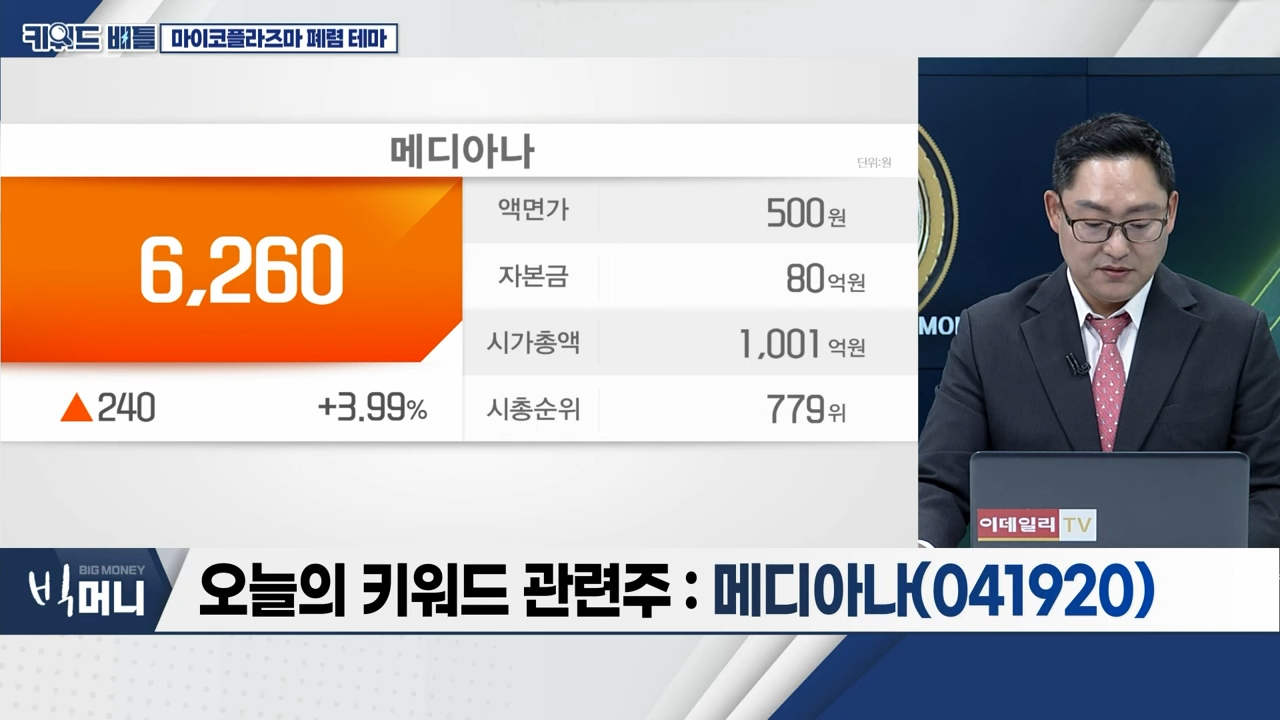 키워드 배틀 마이코플라즈마 폐렴 테마
메디아나
단위:원
6,260
▲240 +3.99%
액면가 500원
자본금 80억원
시가총액 1,001억원
시총순위 779위
MO
이데일리TV
BIG MONEY
빅머니
오늘의 키워드 관련주 : 메디아나(041920)